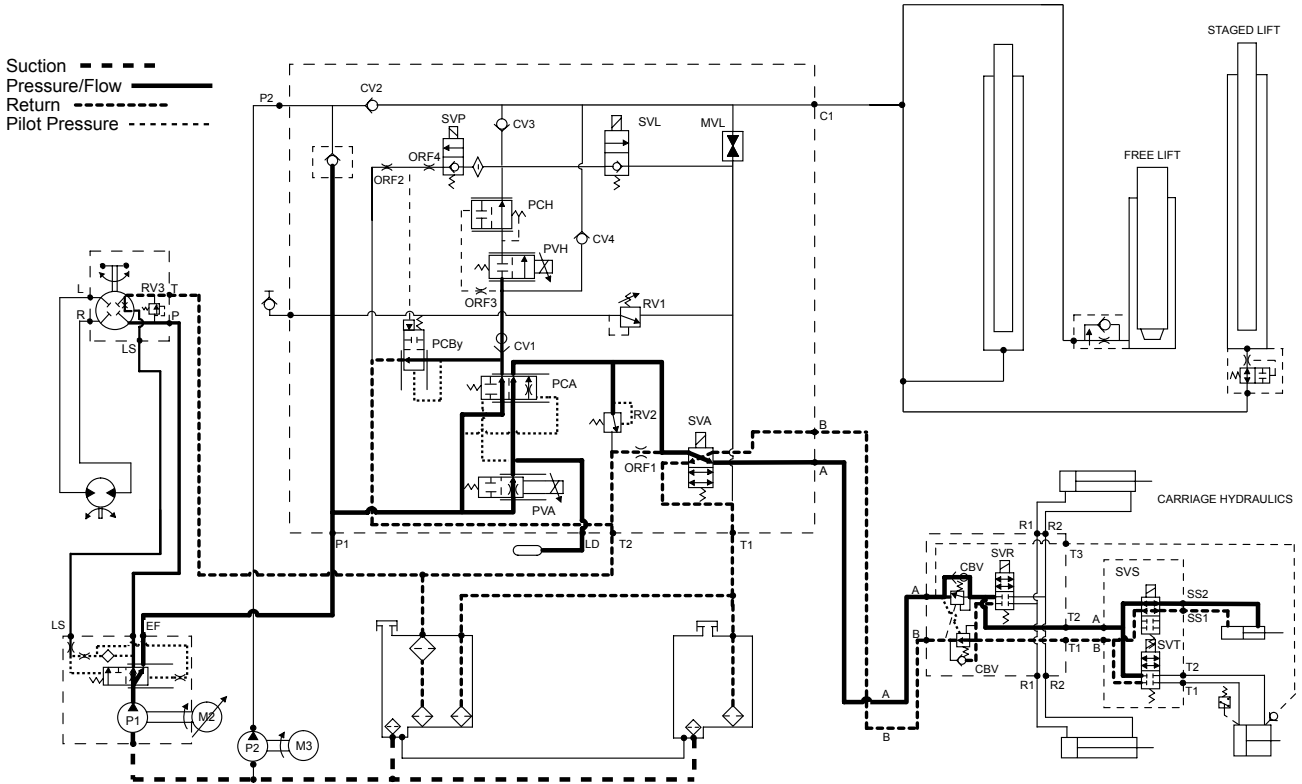 STAGED LIFT
Suction
Pressure/Flow
Return
Pilot Pressure
P2
CV2
C1
SVP
CV3
SVL
MVL
ORF4
ORF2
FREE LIFT
PCH
CV4
PVH
ORF3
RV1
L
RV3
T
R
P
LS
PCBy
CV1
PCA
RV2
SVA
B
ORF1
A
PVA
CARRIAGE HYDRAULICS
P1
LD
T2
T1
R1
R2
T3
SVR
CBV
SVS
A
SS2
T2
A
SS1
LS
EF
B
T1
B
SVT
CBV
T2
R1
R2
T1
A
P1
M2
B
P2
M3